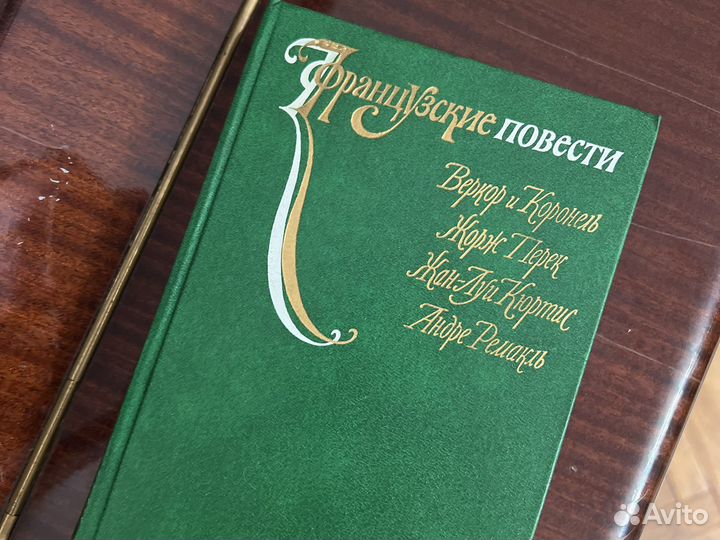 Французские повести
Веркор и Коронель
Жорж Перек
Жан-Луи Кюртис
Андре Ремакль
Avito